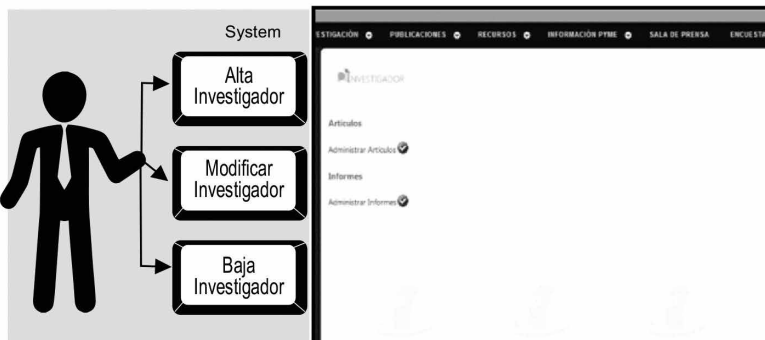 System
Alta
Investigador
Modificar
Investigador
Baja
Investigador
ESTIGACIÓN PUBLICACIONES RECURSOS INFORMACIÓN PYME SALA DE PRENSA ENCUESTA
INVESTIGADOR
Artículos
Administrar Artículos
Informes
Administrar Informes